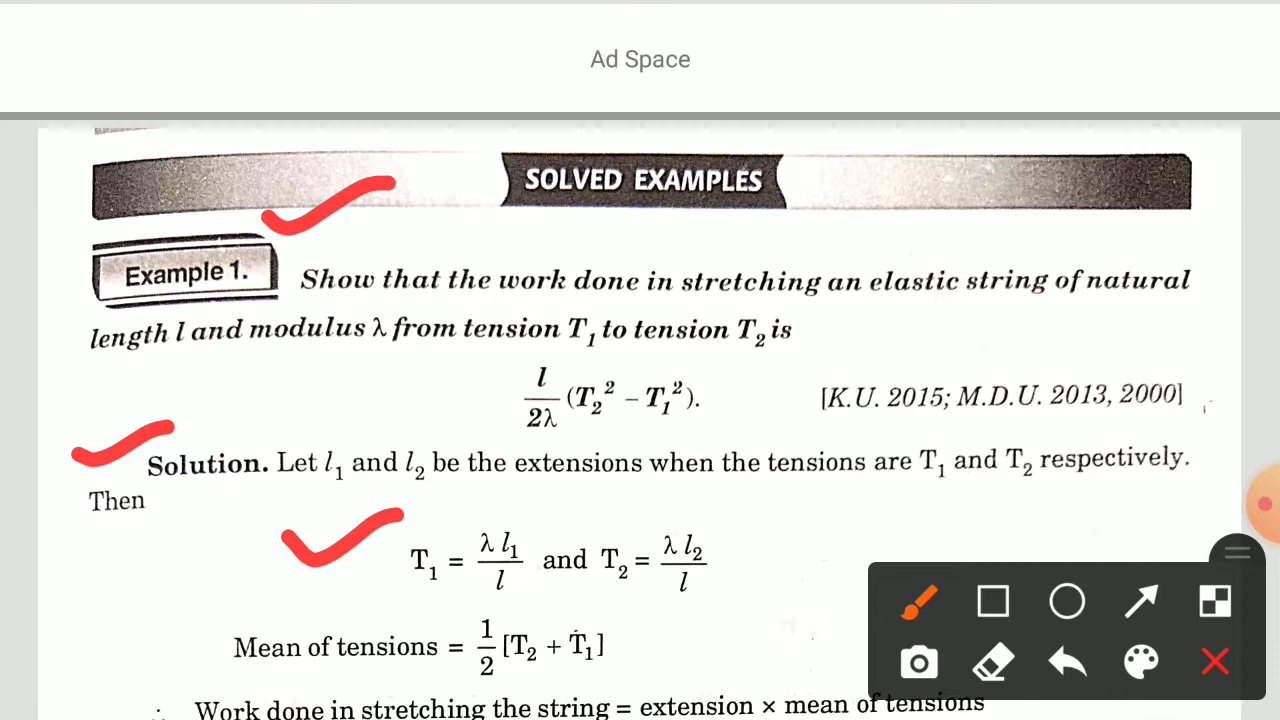 Ad Space
SOLVED EXAMPLES
Example 1. Show that the work done in stretching an elastic string of natural
length l and modulus λ from tension T₁ to tension T₂ is
l/2λ (T₂² – T₁²). [K.U. 2015; M.D.U. 2013, 2000]
Solution. Let l₁ and l₂ be the extensions when the tensions are T₁ and T₂ respectively.
Then
T₁ = λ l₁/l and T₂ = λ l₂/l
Mean of tensions = 1/2 [T₂ + T₁]
∴ Work done in stretching the string = extension × mean of tensions